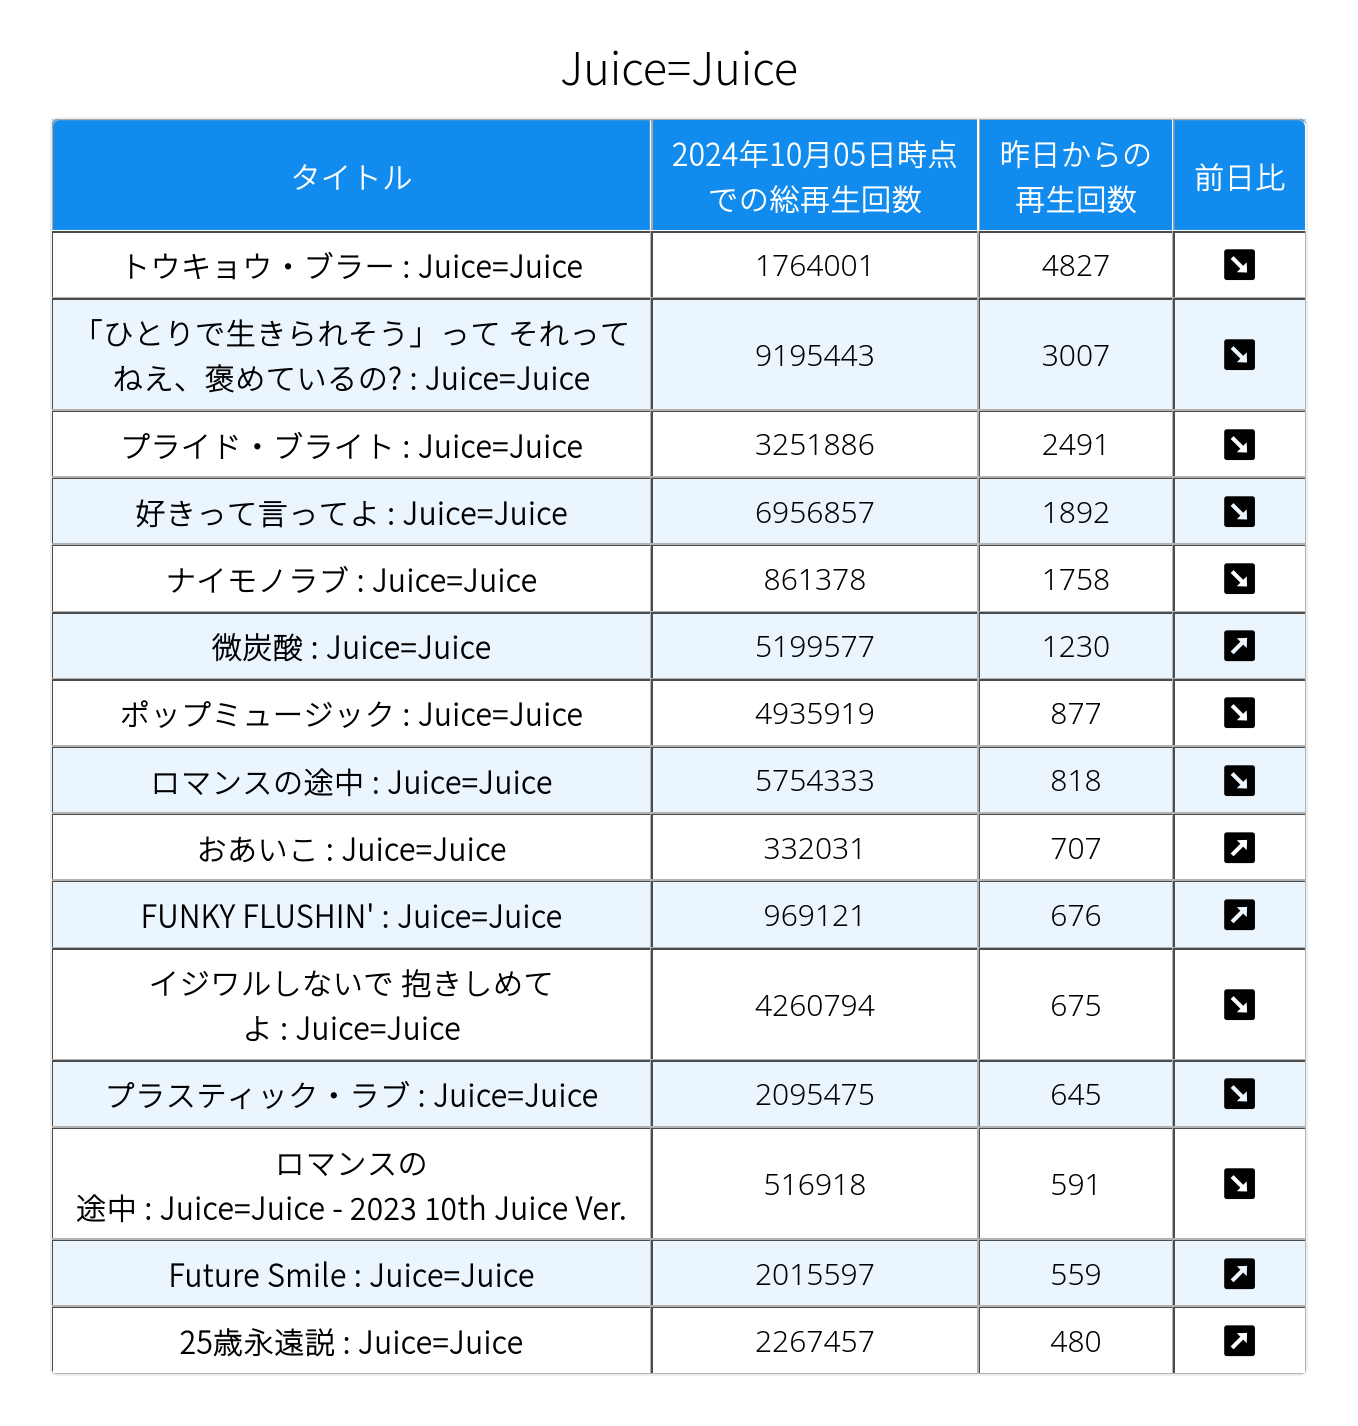 Juice=Juice
タイトル
2024年10月05日時点
での総再生回数
昨日からの
再生回数
前日比
トウキョウ・ブラー : Juice=Juice 1764001 4827
「ひとりで生きられそう」って それって
ねえ、褒めているの? : Juice=Juice 9195443 3007
プライド・ブライト : Juice=Juice 3251886 2491
好きって言ってよ : Juice=Juice 6956857 1892
ナイモノラブ : Juice=Juice 861378 1758
微炭酸 : Juice=Juice 5199577 1230
ポップミュージック : Juice=Juice 4935919 877
ロマンスの途中 : Juice=Juice 5754333 818
おあいこ : Juice=Juice 332031 707
FUNKY FLUSHIN' : Juice=Juice 969121 676
イジワルしないで 抱きしめて
よ : Juice=Juice 4260794 675
プラスティック・ラブ : Juice=Juice 2095475 645
ロマンスの
途中 : Juice=Juice - 2023 10th Juice Ver. 516918 591
Future Smile : Juice=Juice 2015597 559
25歳永遠説 : Juice=Juice 2267457 480